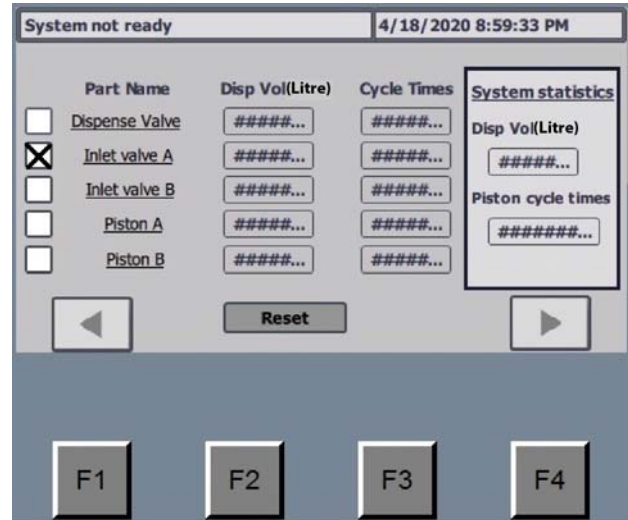 System not ready
4/18/2020 8:59:33 PM
Part Name Disp Vol(Litre) Cycle Times
Dispense Valve #####... #####...
Inlet valve A #####... #####...
Inlet valve B #####... #####...
Piston A #####... #####...
Piston B #####... #####...
System statistics
Disp Vol(Litre)
#####...
Piston cycle times
#######...
Reset
F1 F2 F3 F4